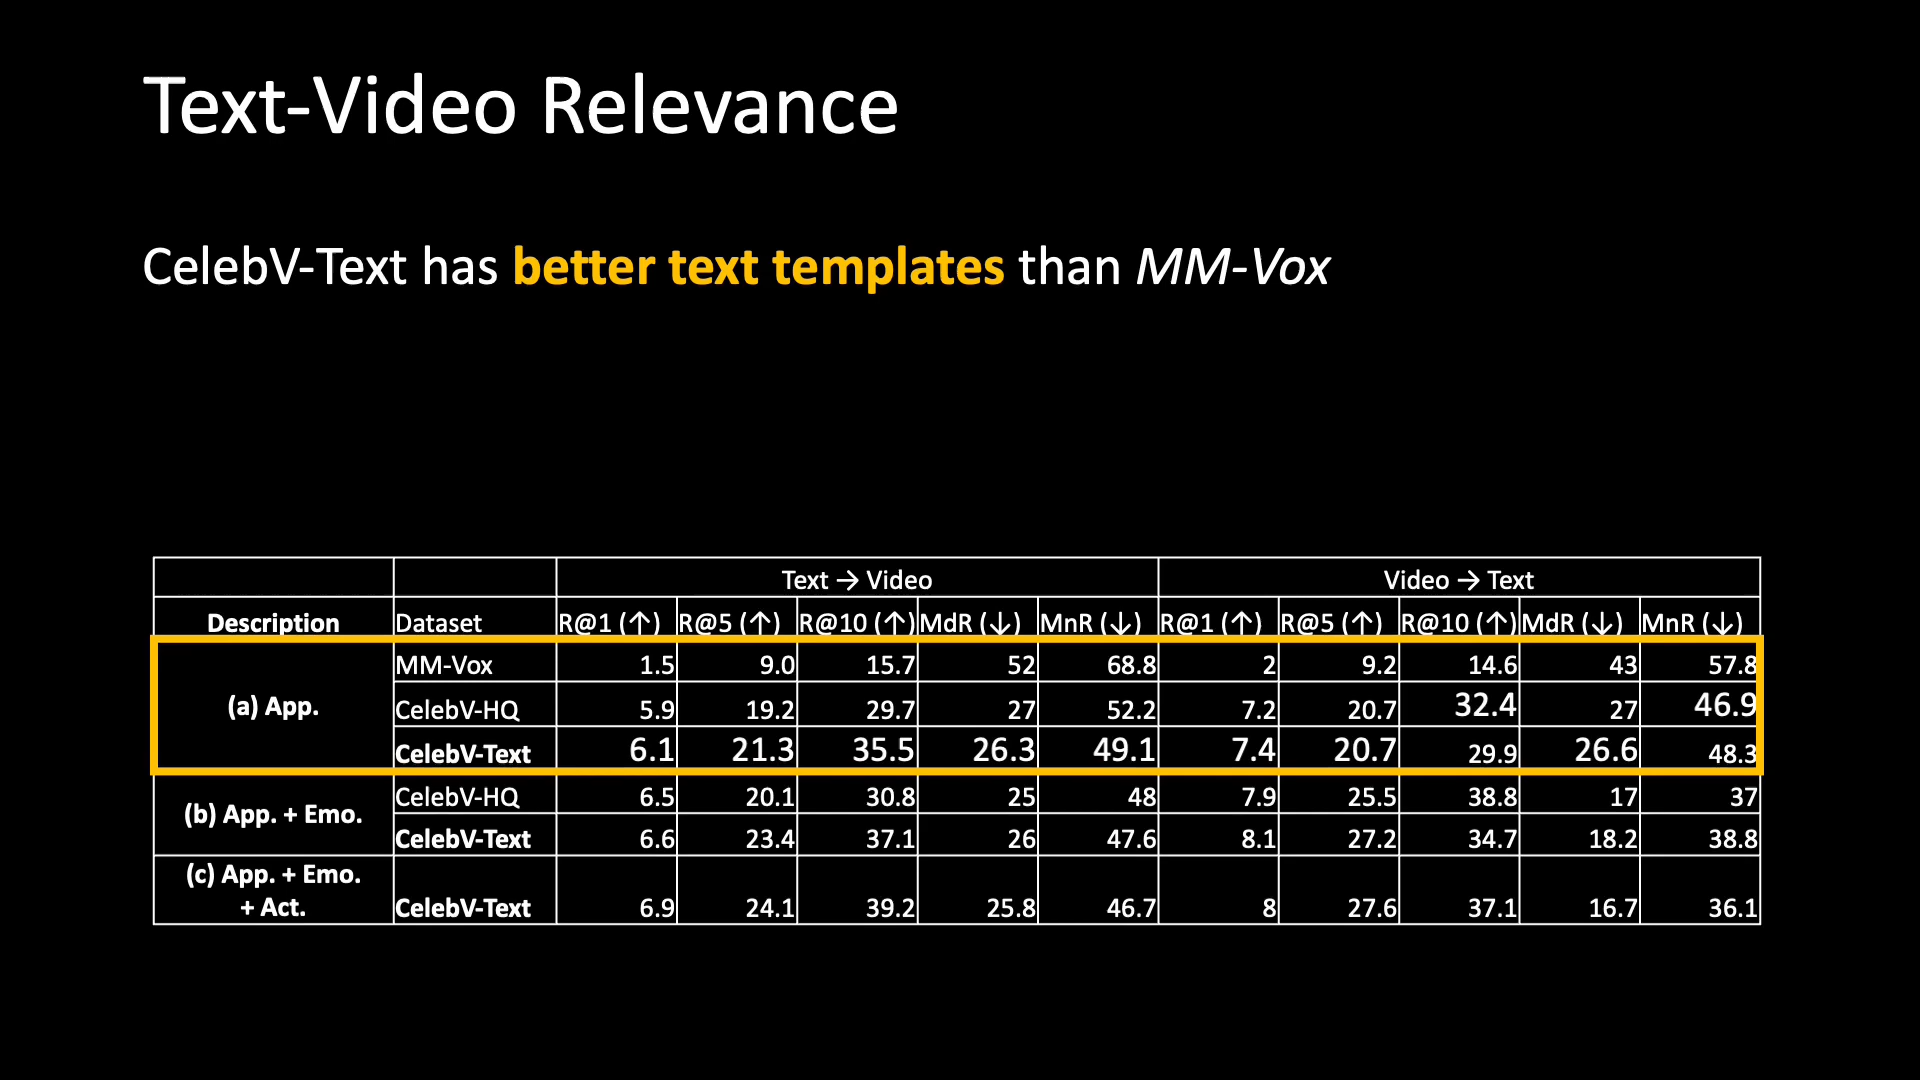 Text-Video Relevance
CelebV-Text has better text templates than MM-Vox
Text → Video Video → Text
Description Dataset R@1 (↑) R@5 (↑) R@10 (↑) MdR (↓) MnR (↓) R@1 (↑) R@5 (↑) R@10 (↑) MdR (↓) MnR (↓)
(a) App.
MM-Vox 1.5 9.0 15.7 52 68.8 2 9.2 14.6 43 57.8
CelebV-HQ 5.9 19.2 29.7 27 52.2 7.2 20.7 32.4 27 46.9
CelebV-Text 6.1 21.3 35.5 26.3 49.1 7.4 20.7 29.9 26.6 48.3
(b) App. + Emo.
CelebV-HQ 6.5 20.1 30.8 25 48 7.9 25.5 38.8 17 37
CelebV-Text 6.6 23.4 37.1 26 47.6 8.1 27.2 34.7 18.2 38.8
(c) App. + Emo.
+ Act.
CelebV-Text 6.9 24.1 39.2 25.8 46.7 8 27.6 37.1 16.7 36.1